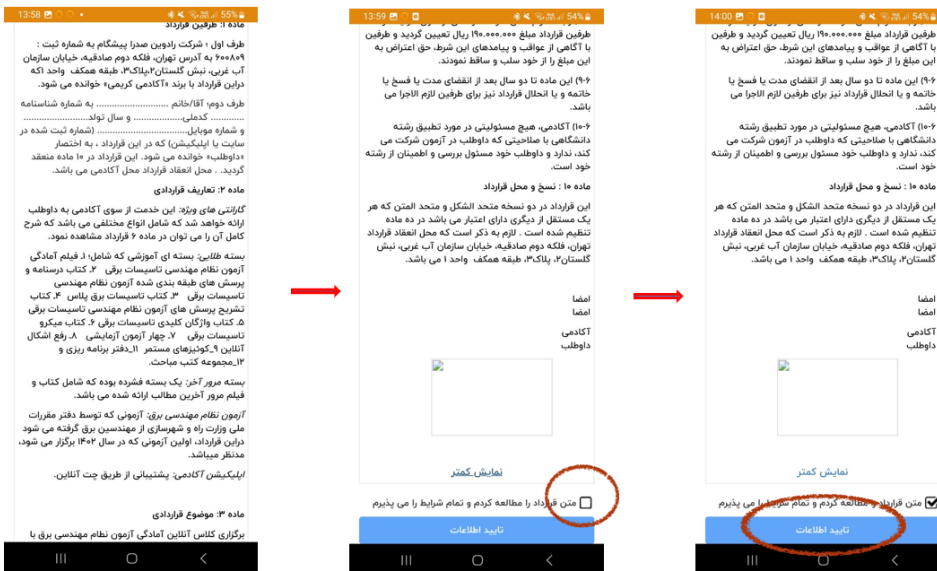 13:58
55%
ماده ۱: طرفین قرارداد
طرف اول ؛ شرکت رادوین صدرا پیشگام به شماره ثبت :
۶۰۰۸۰۹ به آدرس تهران، فلکه دوم صادقیه، خیابان سازمان
آب غربی، نبش گلستان۲،پلاک۳، طبقه همکف واحد ۱که
دراین قرارداد با برند «آکادمی کریمی» خوانده می شود.
طرف دوم؛ آقا/خانم ........................... به شماره شناسنامه
............. کدملی.................... و سال تولد..........................
و شماره موبایل.............................. (شماره ثبت شده در
سایت یا اپلیکیشن) که در این قرارداد ، به اختصار
«داوطلب» خوانده می شود. این قرارداد در ۱۰ ماده منعقد
گردید. . محل انعقاد قرارداد محل آکادمی می باشد.
ماده ۲: تعاریف قراردادی
گارانتی های ویژه: این خدمت از سوی آکادمی به داوطلب
ارائه خواهد شد که شامل انواع مختلفی می باشد که شرح
کامل آن را می توان در ماده ۶ قرارداد مشاهده نمود.
بسته طلایی: بسته ای آموزشی که شامل؛ ۱. فیلم آمادگی
آزمون نظام مهندسی تاسیسات برقی ۲. کتاب درسنامه و
پرسش های طبقه بندی شده آزمون نظام مهندسی
تاسیسات برقی ۳. کتاب تاسیسات برق پلاس ۴. کتاب
تشریح پرسش های آزمون نظام مهندسی تاسیسات برقی
۵. کتاب واژگان کلیدی تاسیسات برقی ۶. کتاب میکرو
تاسیسات برقی ۷. چهار آزمون آزمایشی ۸. رفع اشکال
آنلاین ۹_کوئیزهای مستمر ۱۱_دفتر برنامه ریزی و
۱۲_مجموعه کتب مباحث.
بسته مرور آخر: یک بسته فشرده بوده که شامل کتاب و
فیلم مرور آخرین مطالب ارائه شده می باشد.
آزمون نظام مهندسی برق: آزمونی که توسط دفتر مقررات
ملی وزارت راه و شهرسازی از مهندسین برق گرفته می شود
دراین قرارداد، اولین آزمونی که در سال ۱۴۰۲ برگزار می شود،
مدنظر میباشد.
اپلیکیشن آکادمی: پشتیبانی از طریق چت آنلاین.
ماده ۳: موضوع قراردادی
برگزاری کلاس آنلاین آمادگی آزمون نظام مهندسی برق با
13:59
54%
طرفین قرارداد مبلغ ۱۹۰.۰۰۰.۰۰۰ ریال تعیین گردید و طرفین
با آگاهی از عواقب و پیامدهای این شرط، حق اعتراض به
این مبلغ را از خود سلب و ساقط نمودند.
۹-۶) این ماده تا دو سال بعد از انقضای مدت یا فسخ یا
خاتمه و یا انحلال قرارداد نیز برای طرفین لازم الاجرا می
باشد.
۱۰-۶) آکادمی، هیچ مسئولیتی در مورد تطبیق رشته
دانشگاهی با صلاحیتی که داوطلب در آزمون شرکت می
کند، ندارد و داوطلب خود مسئول بررسی و اطمینان از رشته
خود است.
ماده ۱۰ : نسخ و محل قرارداد
این قرارداد در دو نسخه متحد الشکل و متحد المتن که هر
یک مستقل از دیگری دارای اعتبار می باشد در ده ماده
تنظیم شده است . لازم به ذکر است که محل انعقاد قرارداد
تهران، فلکه دوم صادقیه، خیابان سازمان آب غربی، نبش
گلستان۲، پلاک۳، طبقه همکف واحد ۱ می باشد.
امضا
امضا
آکادمی
داوطلب
نمایش کمتر
متن قرارداد را مطالعه کردم و تمام شرایط را می پذیرم
تایید اطلاعات
14:00
54%
طرفین قرارداد مبلغ ۱۹۰.۰۰۰.۰۰۰ ریال تعیین گردید و طرفین
با آگاهی از عواقب و پیامدهای این شرط، حق اعتراض به
این مبلغ را از خود سلب و ساقط نمودند.
۹-۶) این ماده تا دو سال بعد از انقضای مدت یا فسخ یا
خاتمه و یا انحلال قرارداد نیز برای طرفین لازم الاجرا می
باشد.
۱۰-۶) آکادمی، هیچ مسئولیتی در مورد تطبیق رشته
دانشگاهی با صلاحیتی که داوطلب در آزمون شرکت می
کند، ندارد و داوطلب خود مسئول بررسی و اطمینان از رشته
خود است.
ماده ۱۰ : نسخ و محل قرارداد
این قرارداد در دو نسخه متحد الشکل و متحد المتن که هر
یک مستقل از دیگری دارای اعتبار می باشد در ده ماده
تنظیم شده است . لازم به ذکر است که محل انعقاد قرارداد
تهران، فلکه دوم صادقیه، خیابان سازمان آب غربی، نبش
گلستان۲، پلاک۳، طبقه همکف واحد ۱ می باشد.
امضا
امضا
آکادمی
داوطلب
نمایش کمتر
متن قرارداد را مطالعه کردم و تمام شرایط را می پذیرم
تایید اطلاعات